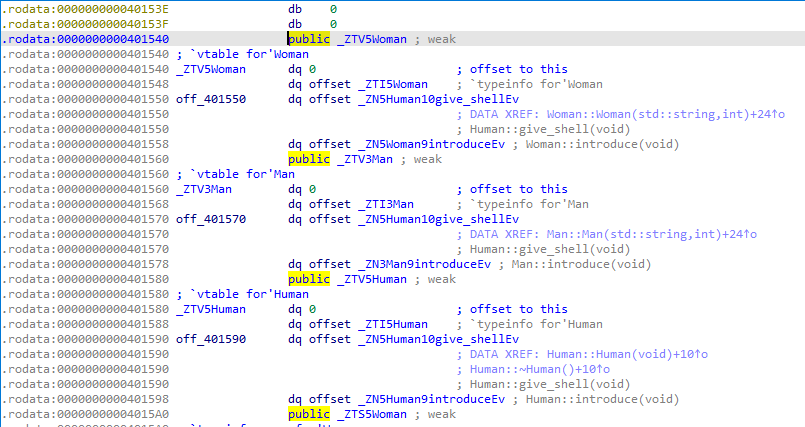 .rodata:000000000040153E db 0
.rodata:000000000040153F db 0
.rodata:0000000000401540 public _ZTV5Woman ; weak
.rodata:0000000000401540 ; `vtable for'Woman
.rodata:0000000000401540 _ZTV5Woman dq 0 ; offset to this
.rodata:0000000000401548 dq offset _ZTI5Woman ; `typeinfo for'Woman
.rodata:0000000000401550 off_401550 dq offset _ZN5Human10give_shellEv
.rodata:0000000000401550 ; DATA XREF: Woman::Woman(std::string,int)+24↑o
.rodata:0000000000401550 ; Human::give_shell(void)
.rodata:0000000000401558 dq offset _ZN5Woman9introduceEv ; Woman::introduce(void)
.rodata:0000000000401560 public _ZTV3Man ; weak
.rodata:0000000000401560 ; `vtable for'Man
.rodata:0000000000401560 _ZTV3Man dq 0 ; offset to this
.rodata:0000000000401568 dq offset _ZTI3Man ; `typeinfo for'Man
.rodata:0000000000401570 off_401570 dq offset _ZN5Human10give_shellEv
.rodata:0000000000401570 ; DATA XREF: Man::Man(std::string,int)+24↑o
.rodata:0000000000401570 ; Human::give_shell(void)
.rodata:0000000000401578 dq offset _ZN3Man9introduceEv ; Man::introduce(void)
.rodata:0000000000401580 public _ZTV5Human ; weak
.rodata:0000000000401580 ; `vtable for'Human
.rodata:0000000000401580 _ZTV5Human dq 0 ; offset to this
.rodata:0000000000401588 dq offset _ZTI5Human ; `typeinfo for'Human
.rodata:0000000000401590 off_401590 dq offset _ZN5Human10give_shellEv
.rodata:0000000000401590 ; DATA XREF: Human::Human(void)+10↑o
.rodata:0000000000401590 ; Human::~Human()+10↑o
.rodata:0000000000401590 ; Human::give_shell(void)
.rodata:0000000000401598 dq offset _ZN5Human9introduceEv ; Human::introduce(void)
.rodata:00000000004015A0 public _ZTS5Woman ; weak